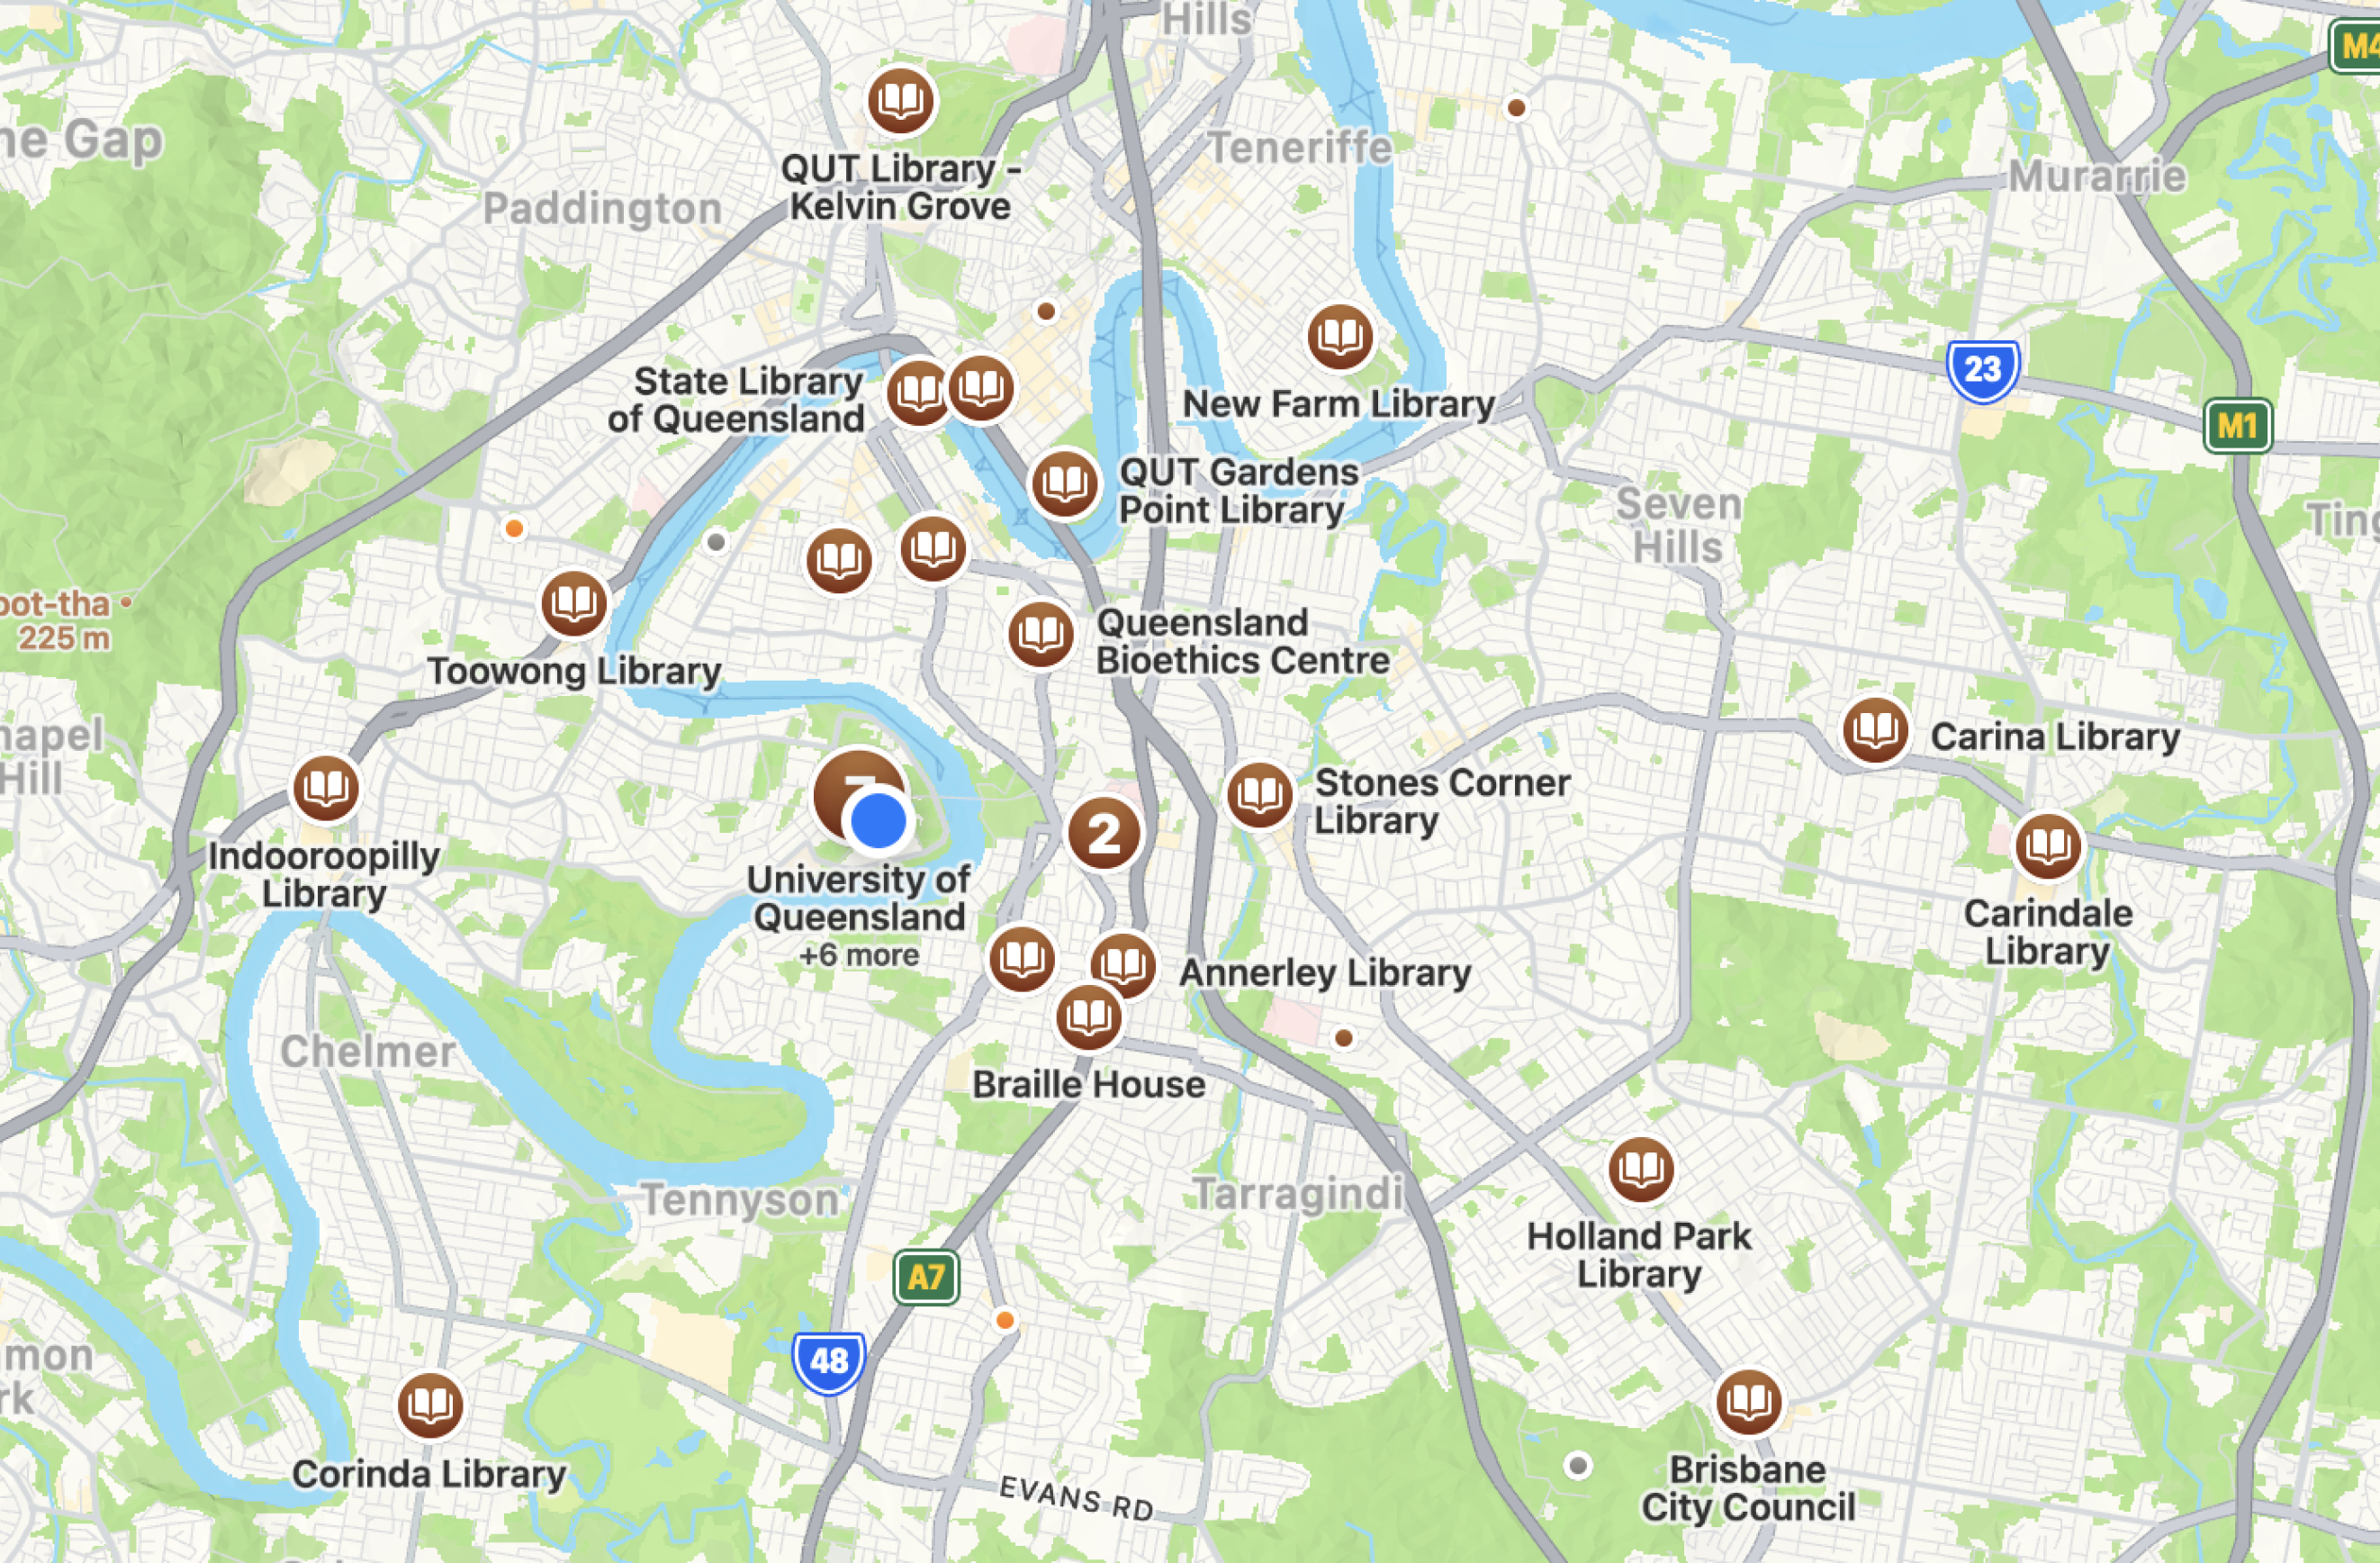 Hills
M4
ne Gap
QUT Library -
Kelvin Grove
Teneriffe
Murarrie
Paddington
State Library
of Queensland
New Farm Library
23
M1
QUT Gardens
Point Library
Seven
Hills
Ting
oot-tha
225 m
Toowong Library
Queensland
Bioethics Centre
Carina Library
hapel
Hill
Stones Corner
Library
2
Indooroopilly
Library
University of
Queensland
+6 more
Carindale
Library
Annerley Library
Chelmer
Braille House
Tennyson
Tarragindi
Holland Park
Library
A7
48
mon
rk
Corinda Library
EVANS RD
Brisbane
City Council